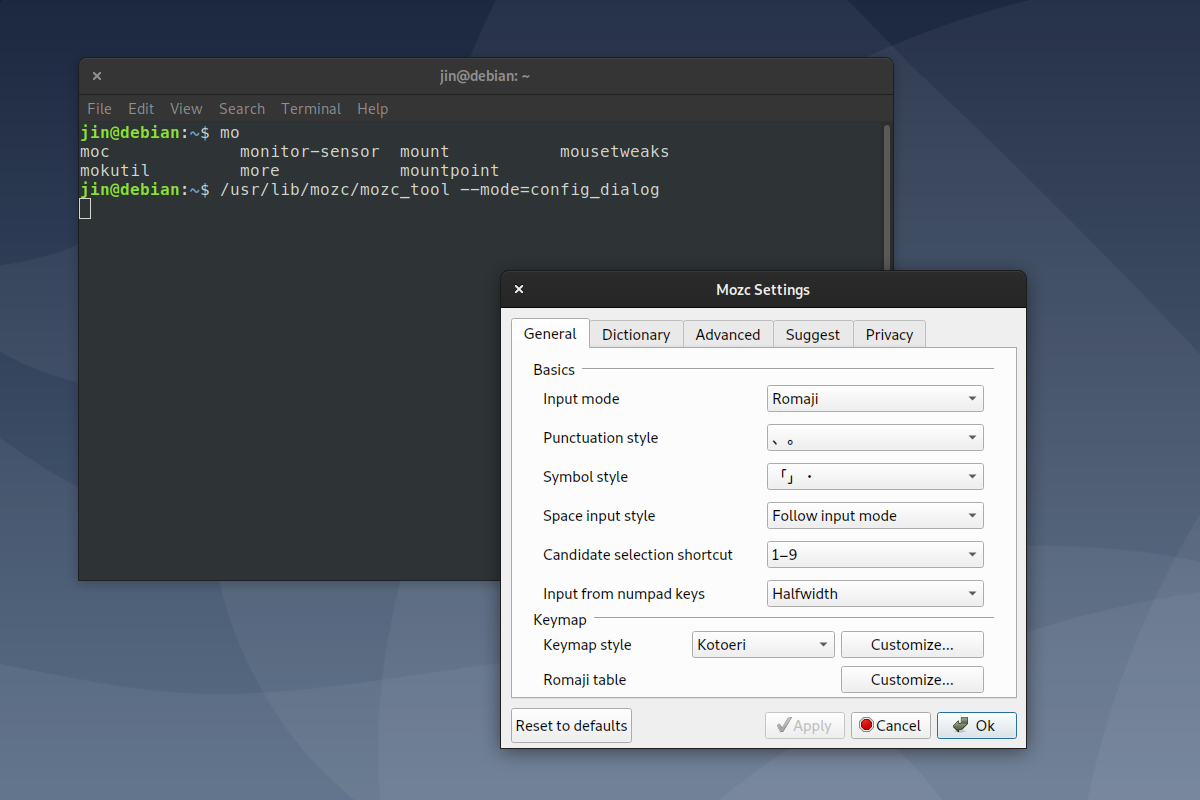 jin@debian: ~
File Edit View Search Terminal Help
jin@debian:~$ mo
moc monitor-sensor mount mousetweaks
mokutil more mountpoint
jin@debian:~$ /usr/lib/mozc/mozc_tool --mode=config_dialog
Mozc Settings
General Dictionary Advanced Suggest Privacy
Basics
Input mode Romaji
Punctuation style 、。
Symbol style 「」・
Space input style Follow input mode
Candidate selection shortcut 1–9
Input from numpad keys Halfwidth
Keymap
Keymap style Kotoeri Customize...
Romaji table Customize...
Reset to defaults Apply Cancel Ok